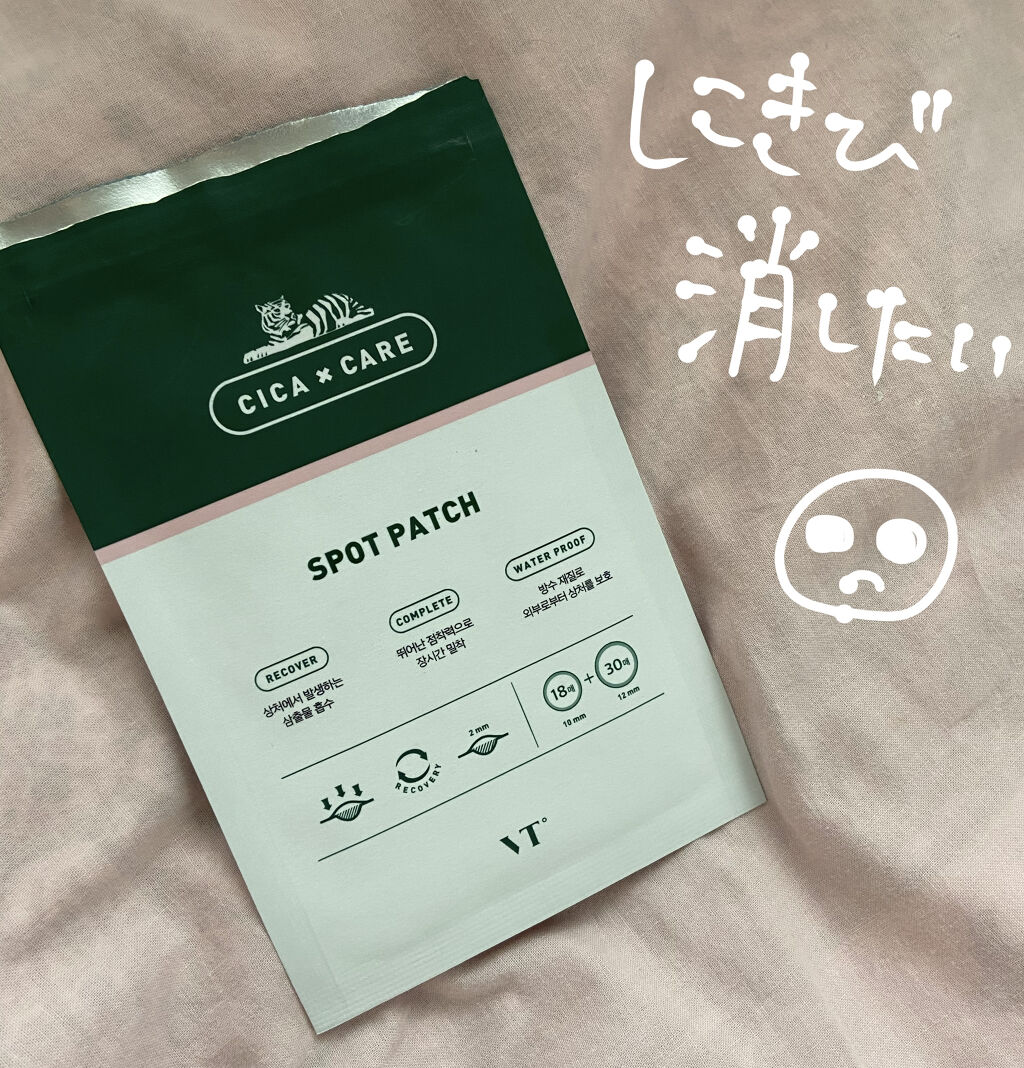 にきび
消したい
CICA × CARE
SPOT PATCH
RECOVER
상처에서 발생하는
삼출물 흡수
COMPLETE
뛰어난 점착력으로
장시간 밀착
WATER PROOF
방수 재질로
외부로부터 상처를 보호
RECOVERY
2 mm
18매 + 30매
10 mm 12 mm
VT